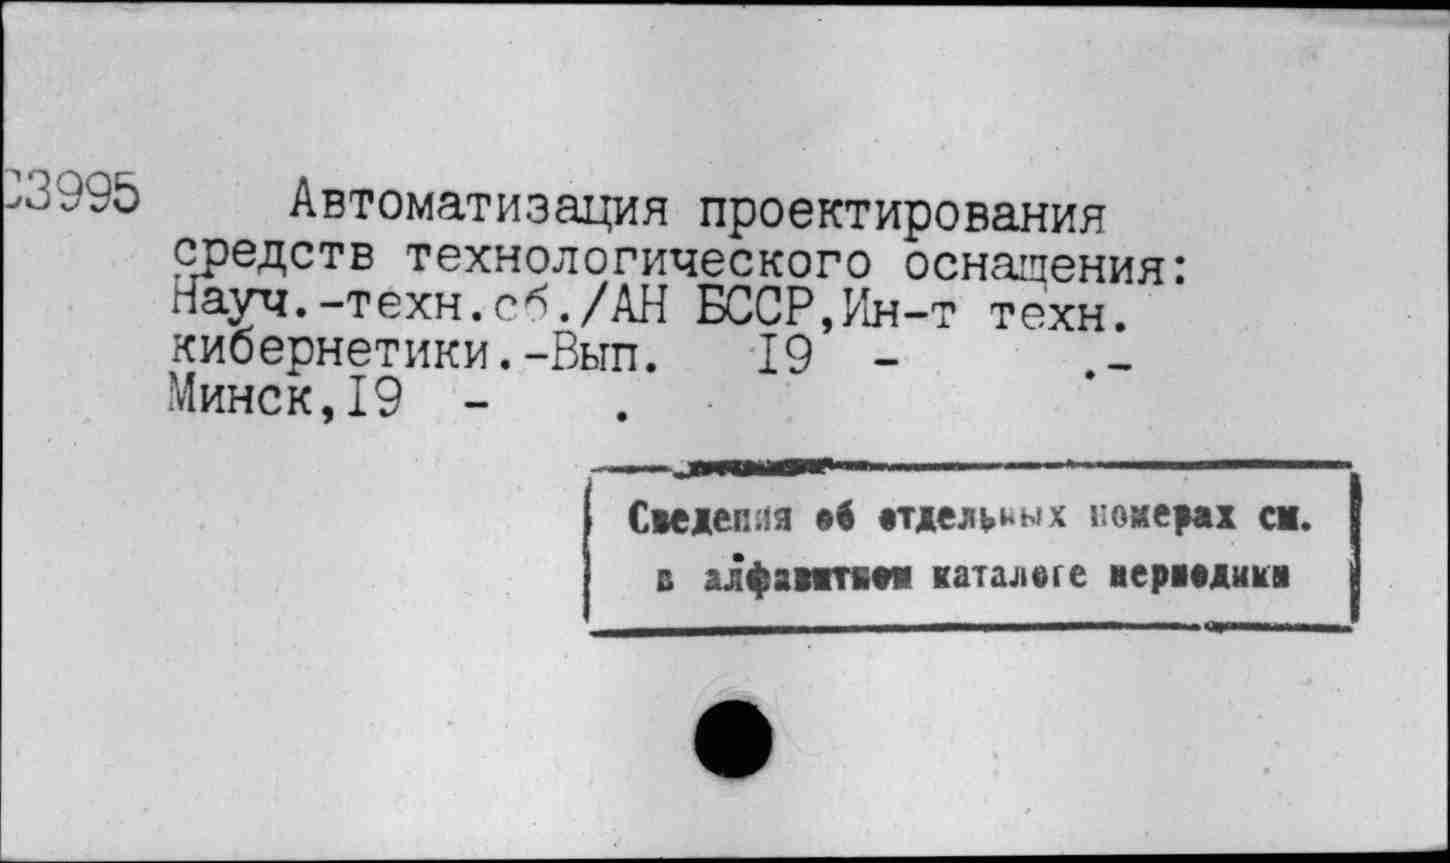 3995 Автоматизация проектирования
средств технологического оснащения:
Науч.-техн.сб./АН БССР,Ин-т техн.
кибернетики.-Вып. I9 - .-
Минск,I9 - .
Сведения об отдельных номерах см.
в алфавитном каталоге периодики